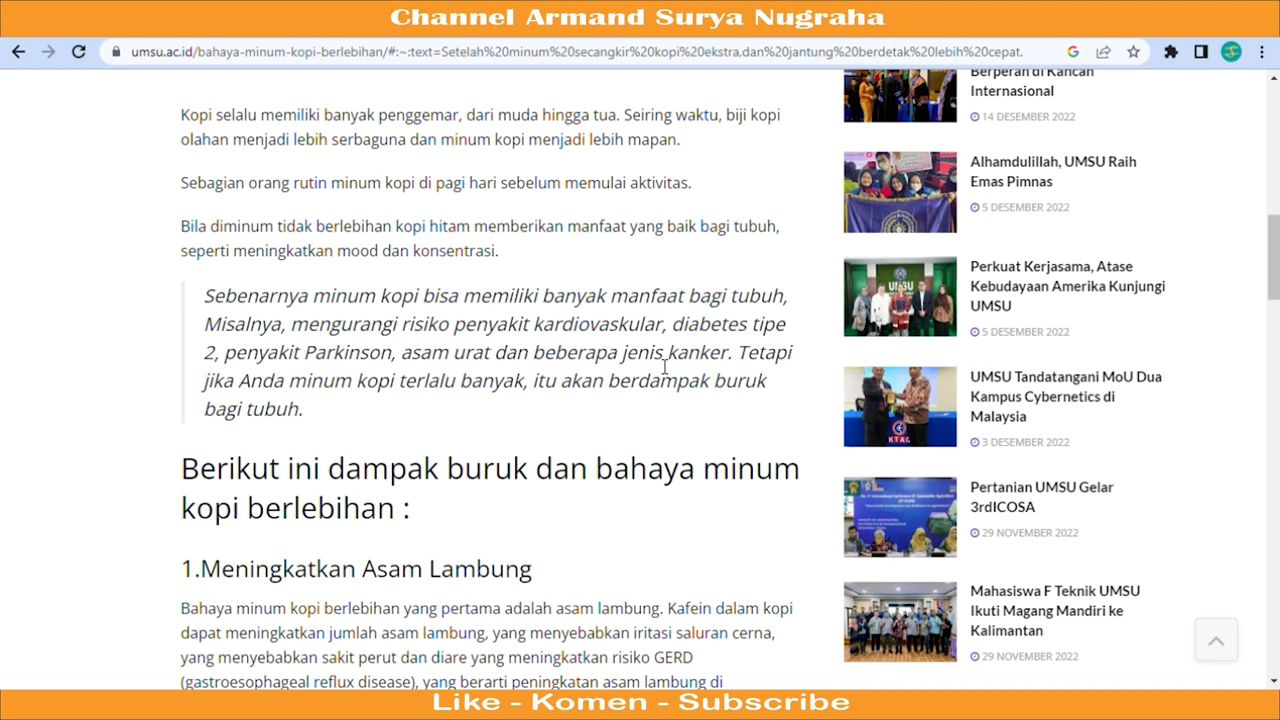 Channel Armand Surya Nugraha
umsu.ac.id/bahaya-minum-kopi-berlebihan/#:~:text=Setelah%20minum%20secangkir%20kopi%20ekstra,dan%20jantung%20berdetak%20lebih%20cepat.
Kopi selalu memiliki banyak penggemar, dari muda hingga tua. Seiring waktu, biji kopi
olahan menjadi lebih serbaguna dan minum kopi menjadi lebih mapan.
Sebagian orang rutin minum kopi di pagi hari sebelum memulai aktivitas.
Bila diminum tidak berlebihan kopi hitam memberikan manfaat yang baik bagi tubuh,
seperti meningkatkan mood dan konsentrasi.
Sebenarnya minum kopi bisa memiliki banyak manfaat bagi tubuh,
Misalnya, mengurangi risiko penyakit kardiovaskular, diabetes tipe
2, penyakit Parkinson, asam urat dan beberapa jenis kanker. Tetapi
jika Anda minum kopi terlalu banyak, itu akan berdampak buruk
bagi tubuh.
Berikut ini dampak buruk dan bahaya minum
kopi berlebihan :
1.Meningkatkan Asam Lambung
Bahaya minum kopi berlebihan yang pertama adalah asam lambung. Kafein dalam kopi
dapat meningkatkan jumlah asam lambung, yang menyebabkan iritasi saluran cerna,
yang menyebabkan sakit perut dan diare yang meningkatkan risiko GERD
(gastroesophageal reflux disease), yang berarti peningkatan asam lambung di
Berperan di Kancah
Internasional
14 DESEMBER 2022
Alhamdulillah, UMSU Raih
Emas Pimnas
5 DESEMBER 2022
Perkuat Kerjasama, Atase
Kebudayaan Amerika Kunjungi
UMSU
5 DESEMBER 2022
UMSU Tandatangani MoU Dua
Kampus Cybernetics di
Malaysia
3 DESEMBER 2022
Pertanian UMSU Gelar
3rdICOSA
29 NOVEMBER 2022
Mahasiswa F Teknik UMSU
Ikuti Magang Mandiri ke
Kalimantan
29 NOVEMBER 2022
UMSU
KTAC
Like - Komen - Subscribe